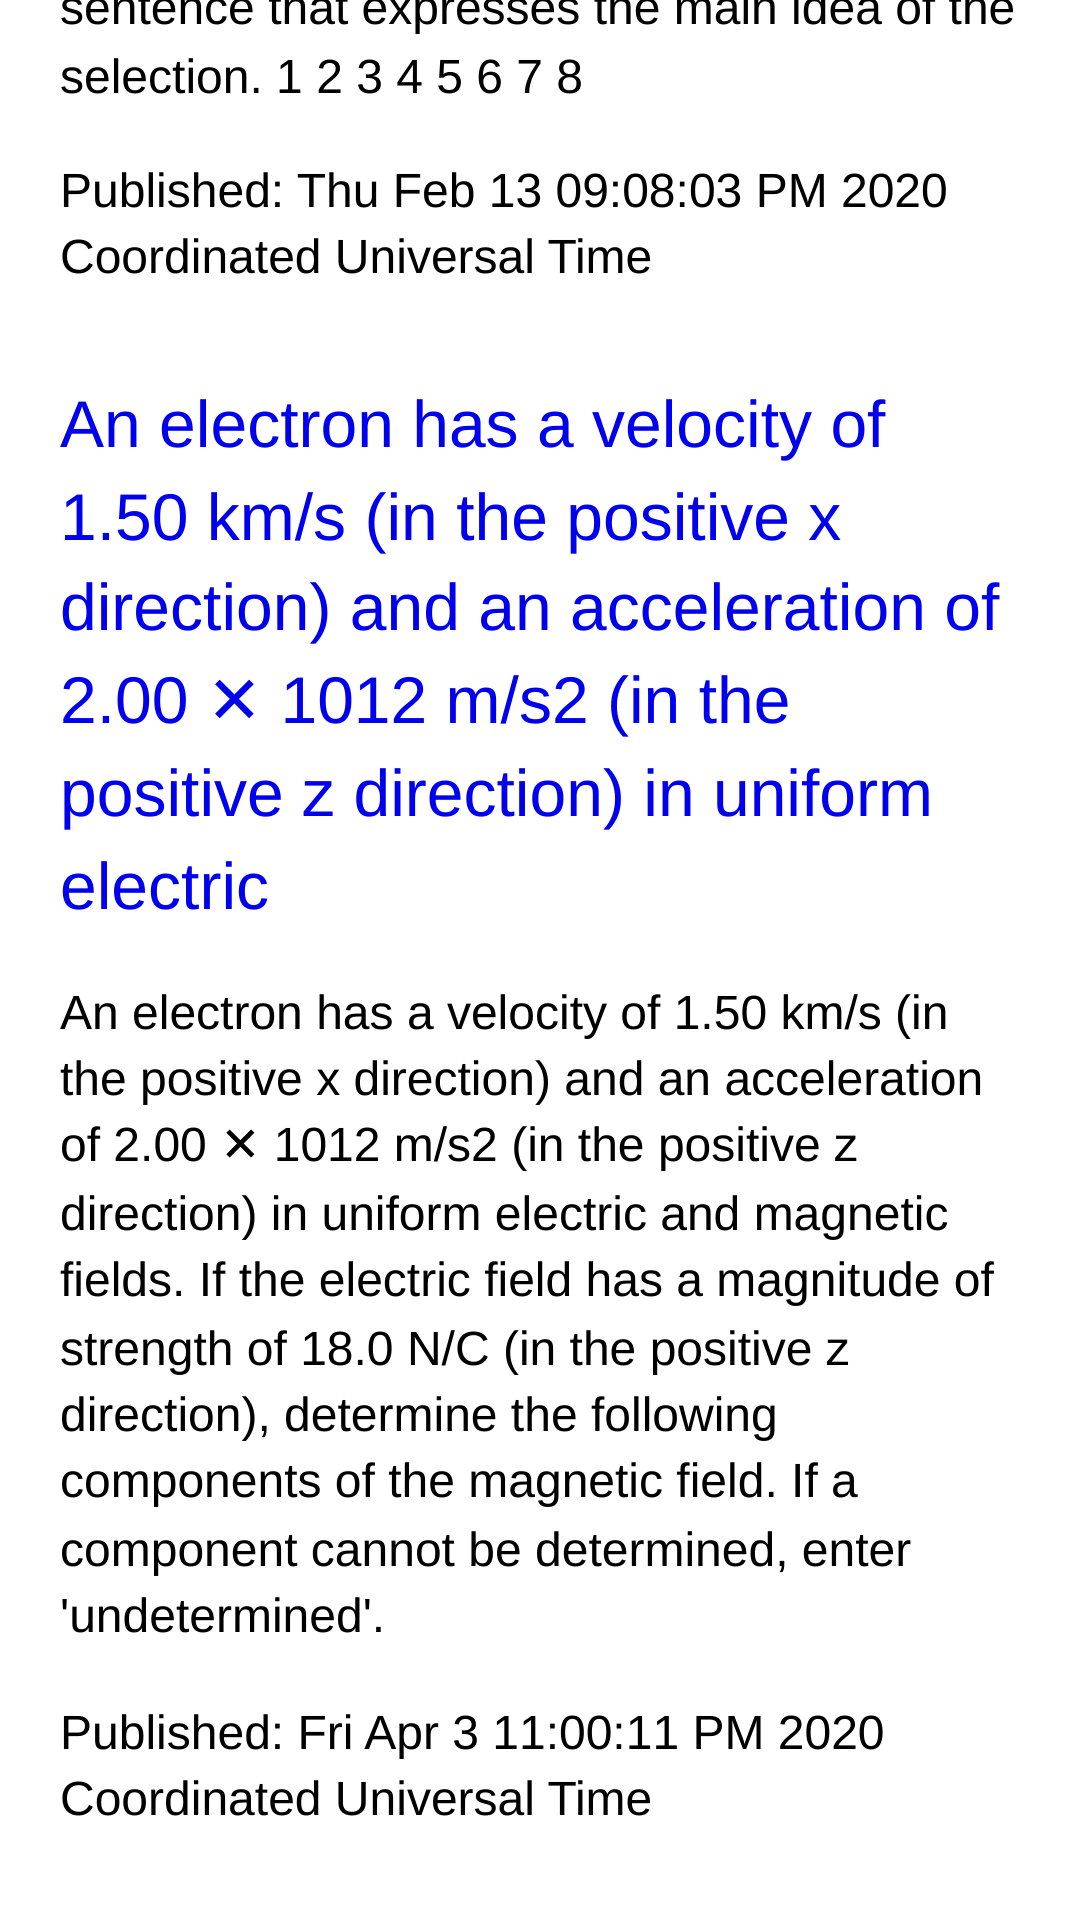 sentence that expresses the main idea of the
selection. 1 2 3 4 5 6 7 8
Published: Thu Feb 13 09:08:03 PM 2020
Coordinated Universal Time
An electron has a velocity of
1.50 km/s (in the positive x
direction) and an acceleration of
2.00 ✕ 1012 m/s2 (in the
positive z direction) in uniform
electric
An electron has a velocity of 1.50 km/s (in
the positive x direction) and an acceleration
of 2.00 ✕ 1012 m/s2 (in the positive z
direction) in uniform electric and magnetic
fields. If the electric field has a magnitude of
strength of 18.0 N/C (in the positive z
direction), determine the following
components of the magnetic field. If a
component cannot be determined, enter
'undetermined'.
Published: Fri Apr 3 11:00:11 PM 2020
Coordinated Universal Time